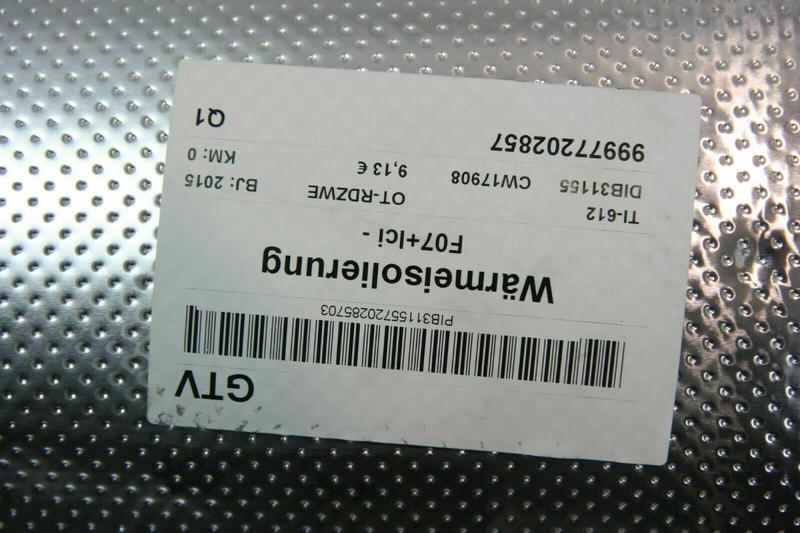 GTV
PIB31155720285703
Wärmeisolierung
F07+lci -
TI-612 OT-RDZWE BJ: 2015
DIB31155 CW17908 9,13 € KM: 0
99977202857 Q1